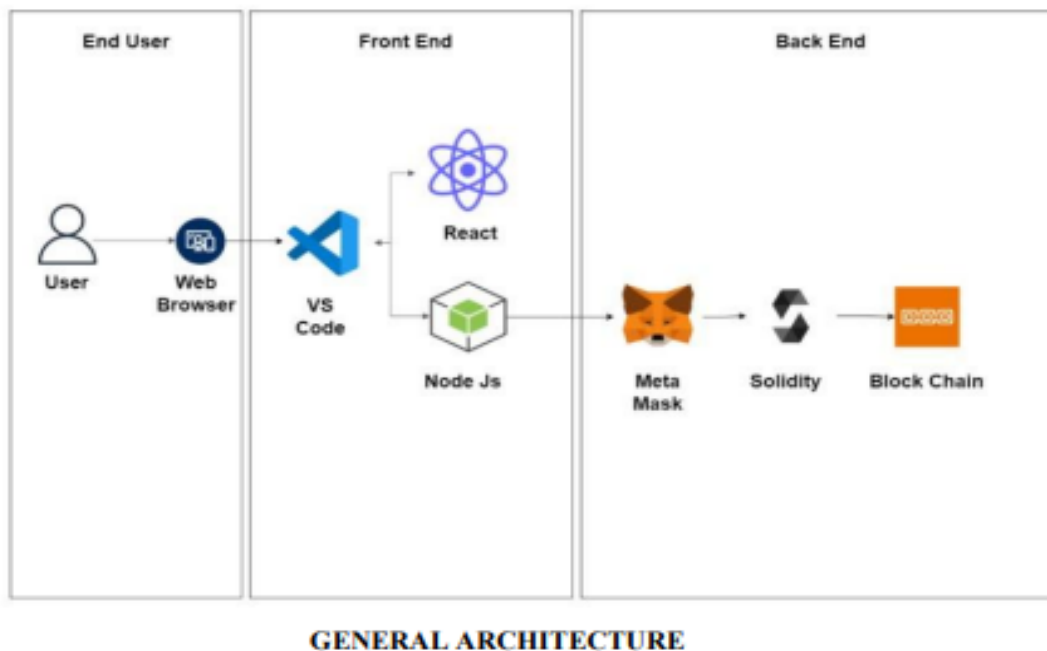 End User
Front End
Back End
React
User
Web
Browser
VS
Code
Node Js
Meta
Mask
Solidity
Block Chain
GENERAL ARCHITECTURE